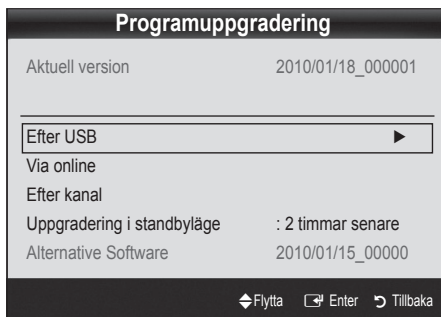 Programuppgradering
Aktuell version 2010/01/18_000001
Efter USB ►
Via online
Efter kanal
Uppgradering i standbyläge : 2 timmar senare
Alternative Software 2010/01/15_00000
Flytta Enter Tillbaka